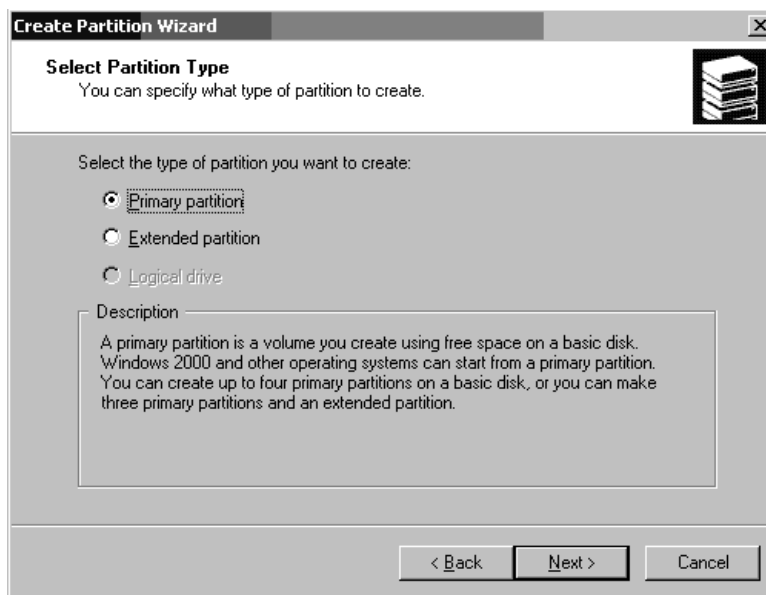 Create Partition Wizard
Select Partition Type
You can specify what type of partition to create.
Select the type of partition you want to create:
Primary partition
Extended partition
Logical drive
Description
A primary partition is a volume you create using free space on a basic disk.
Windows 2000 and other operating systems can start from a primary partition.
You can create up to four primary partitions on a basic disk, or you can make
three primary partitions and an extended partition.
< Back Next > Cancel